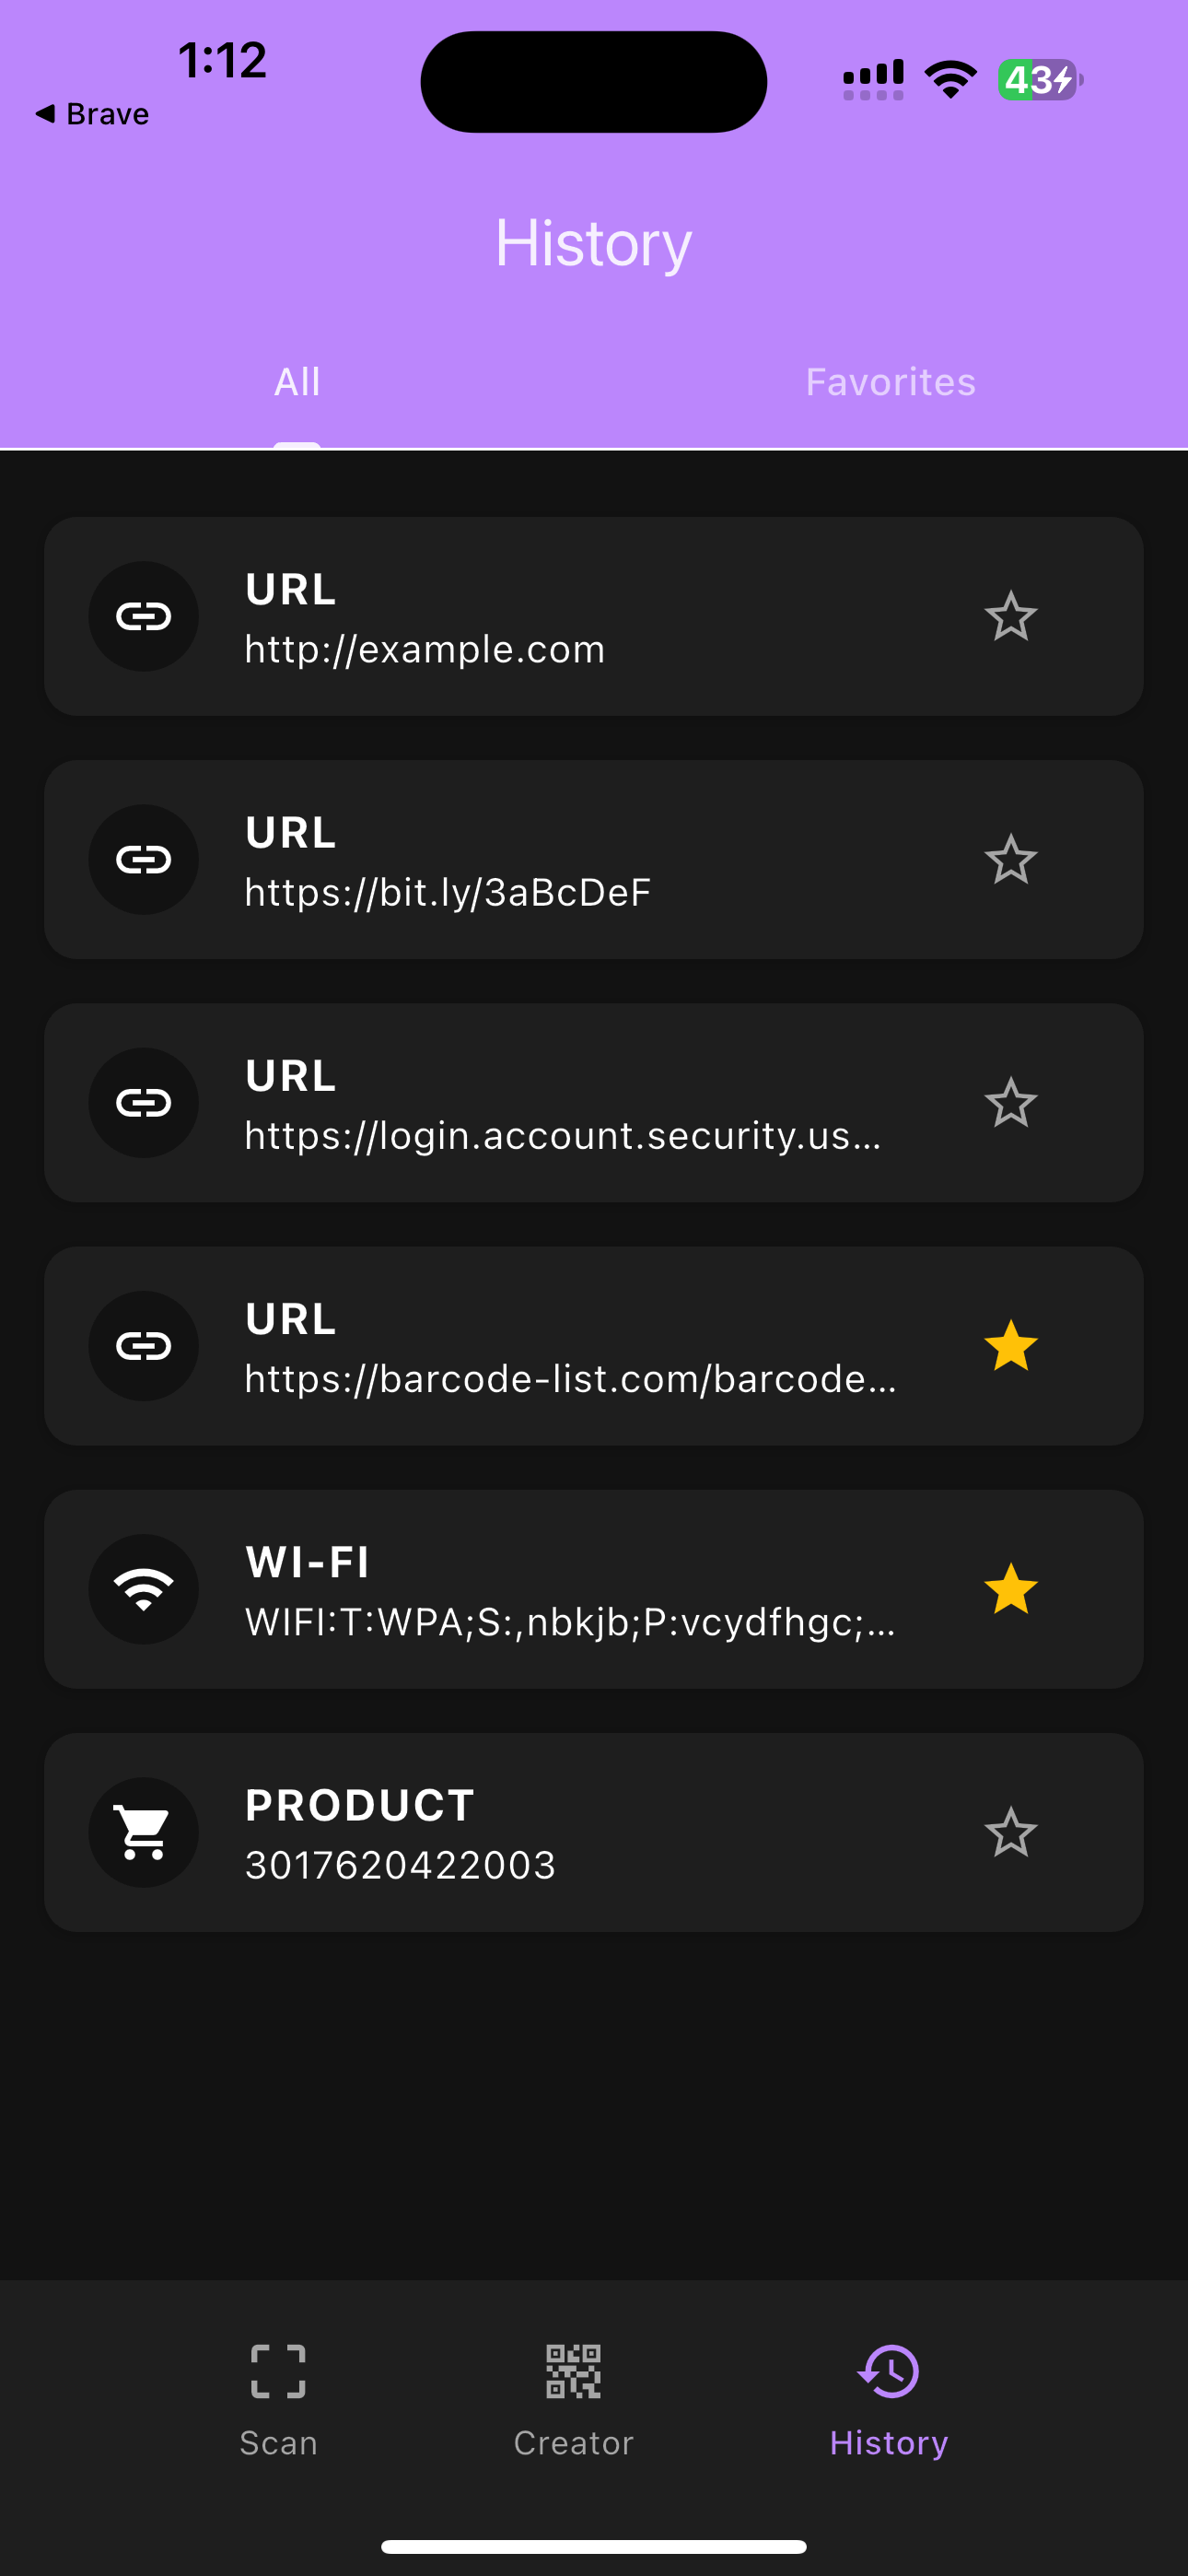 1:12
Brave
43
History
All
Favorites
URL
http://example.com
URL
https://bit.ly/3aBcDeF
URL
https://login.account.security.us...
URL
https://barcode-list.com/barcode...
WI-FI
WIFI:T:WPA;S:,nbkjb;P:vcydfhgc;...
PRODUCT
3017620422003
Scan
Creator
History